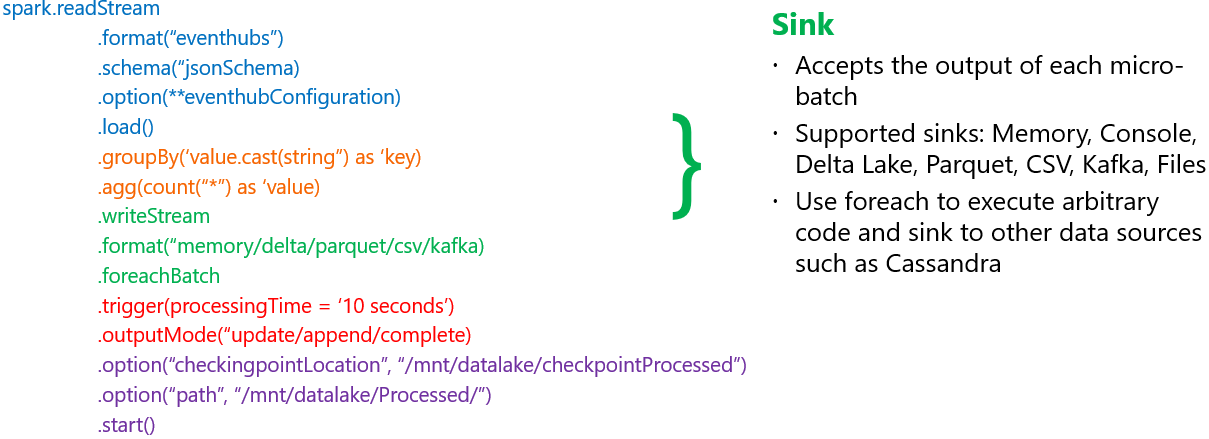 spark.readStream
.format(“eventhubs”)
.schema(“jsonSchema)
.option(**eventhubConfiguration)
.load()
.groupBy(‘value.cast(string”) as ‘key)
.agg(count(“*”) as ‘value)
.writeStream
.format(“memory/delta/parquet/csv/kafka)
.foreachBatch
.trigger(processingTime = ‘10 seconds’)
.outputMode(“update/append/complete)
.option(“checkingpointLocation”, “/mnt/datalake/checkpointProcessed”)
.option(“path”, “/mnt/datalake/Processed/”)
.start()
}
Sink
· Accepts the output of each micro-
batch
· Supported sinks: Memory, Console,
Delta Lake, Parquet, CSV, Kafka, Files
· Use foreach to execute arbitrary
code and sink to other data sources
such as Cassandra